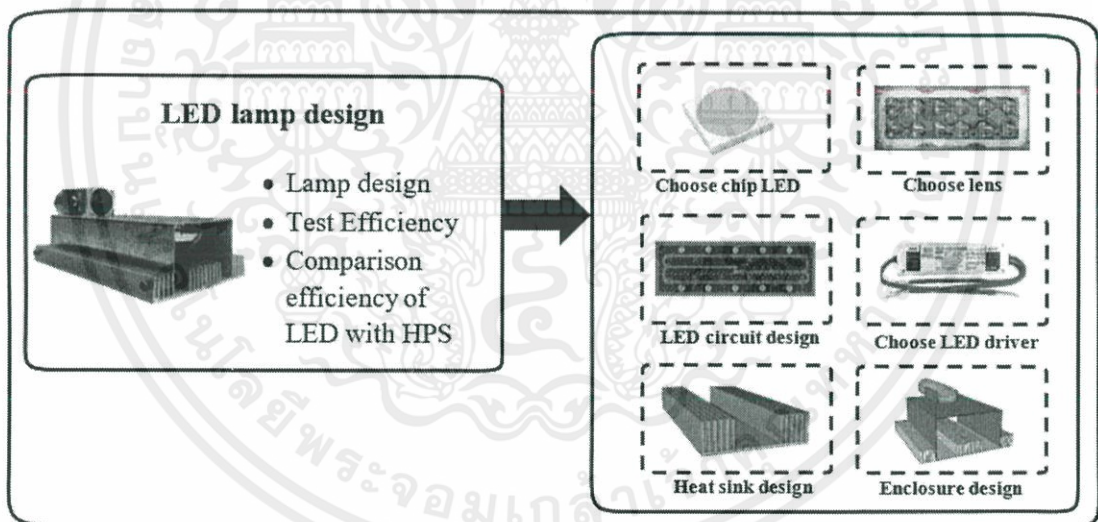 LED lamp design
• Lamp design
• Test Efficiency
• Comparison
efficiency of
LED with HPS
Choose chip LED
Choose lens
LED circuit design
Choose LED driver
Heat sink design
Enclosure design